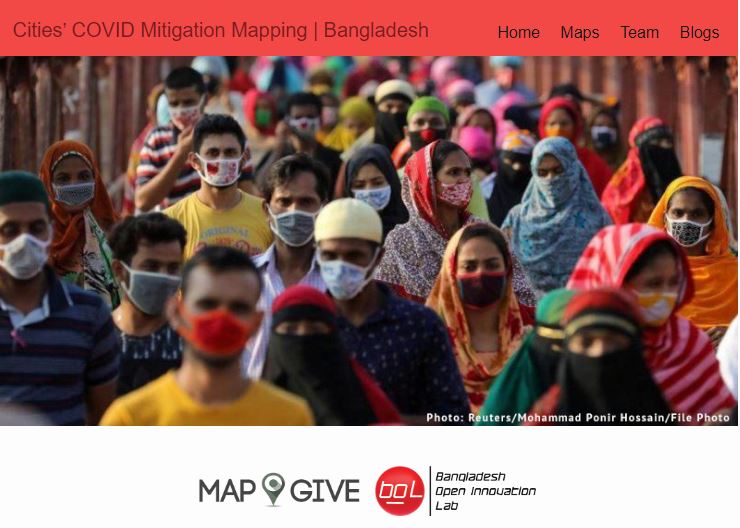 Cities’ COVID Mitigation Mapping | Bangladesh
Home Maps Team Blogs
ORIGINAL
Photo: Reuters/Mohammad Ponir Hossain/File Photo
MAP GIVE
bol
Bangladesh
Open Innovation
Lab